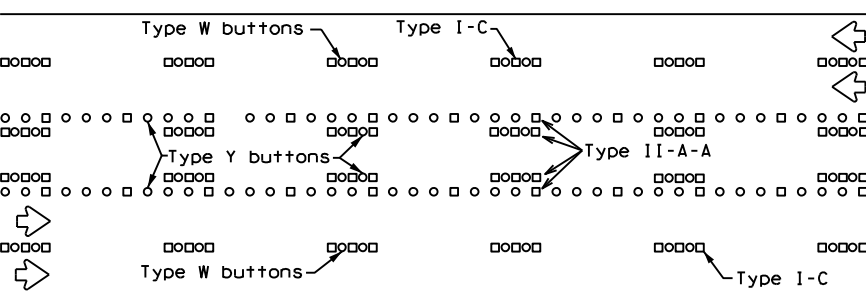 Type W buttons
Type I-C
Type Y buttons
Type II-A-A
Type W buttons
Type I-C